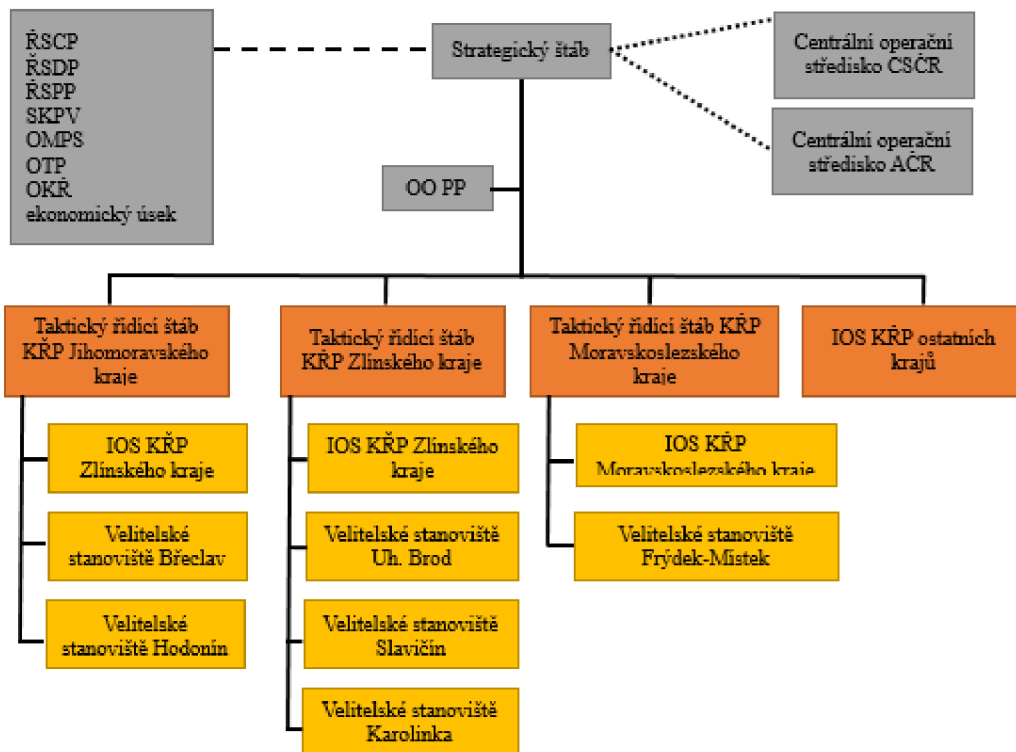 ŘSCP
ŘSDP
ŘSPP
SKPV
OMPS
OTP
OKŘ
ekonomický úsek
Strategický štáb
Centrální operační
středisko CSČR
Centrální operační
středisko AČR
OO PP
Taktický řídicí štáb
KŘP Jihomoravského
kraje
Taktický řídicí štáb
KŘP Zlínského kraje
Taktický řídicí štáb KŘP
Moravskoslezského
kraje
IOS KŘP ostatních
krajů
IOS KŘP
Zlínského kraje
Velitelské
stanoviště Břeclav
Velitelské
stanoviště Hodonín
IOS KŘP Zlínského
kraje
Velitelské stanoviště
Uh. Brod
Velitelské stanoviště
Slavičín
Velitelské stanoviště
Karolinka
IOS KŘP
Moravskoslezského kraje
Velitelské stanoviště
Frýdek-Místek